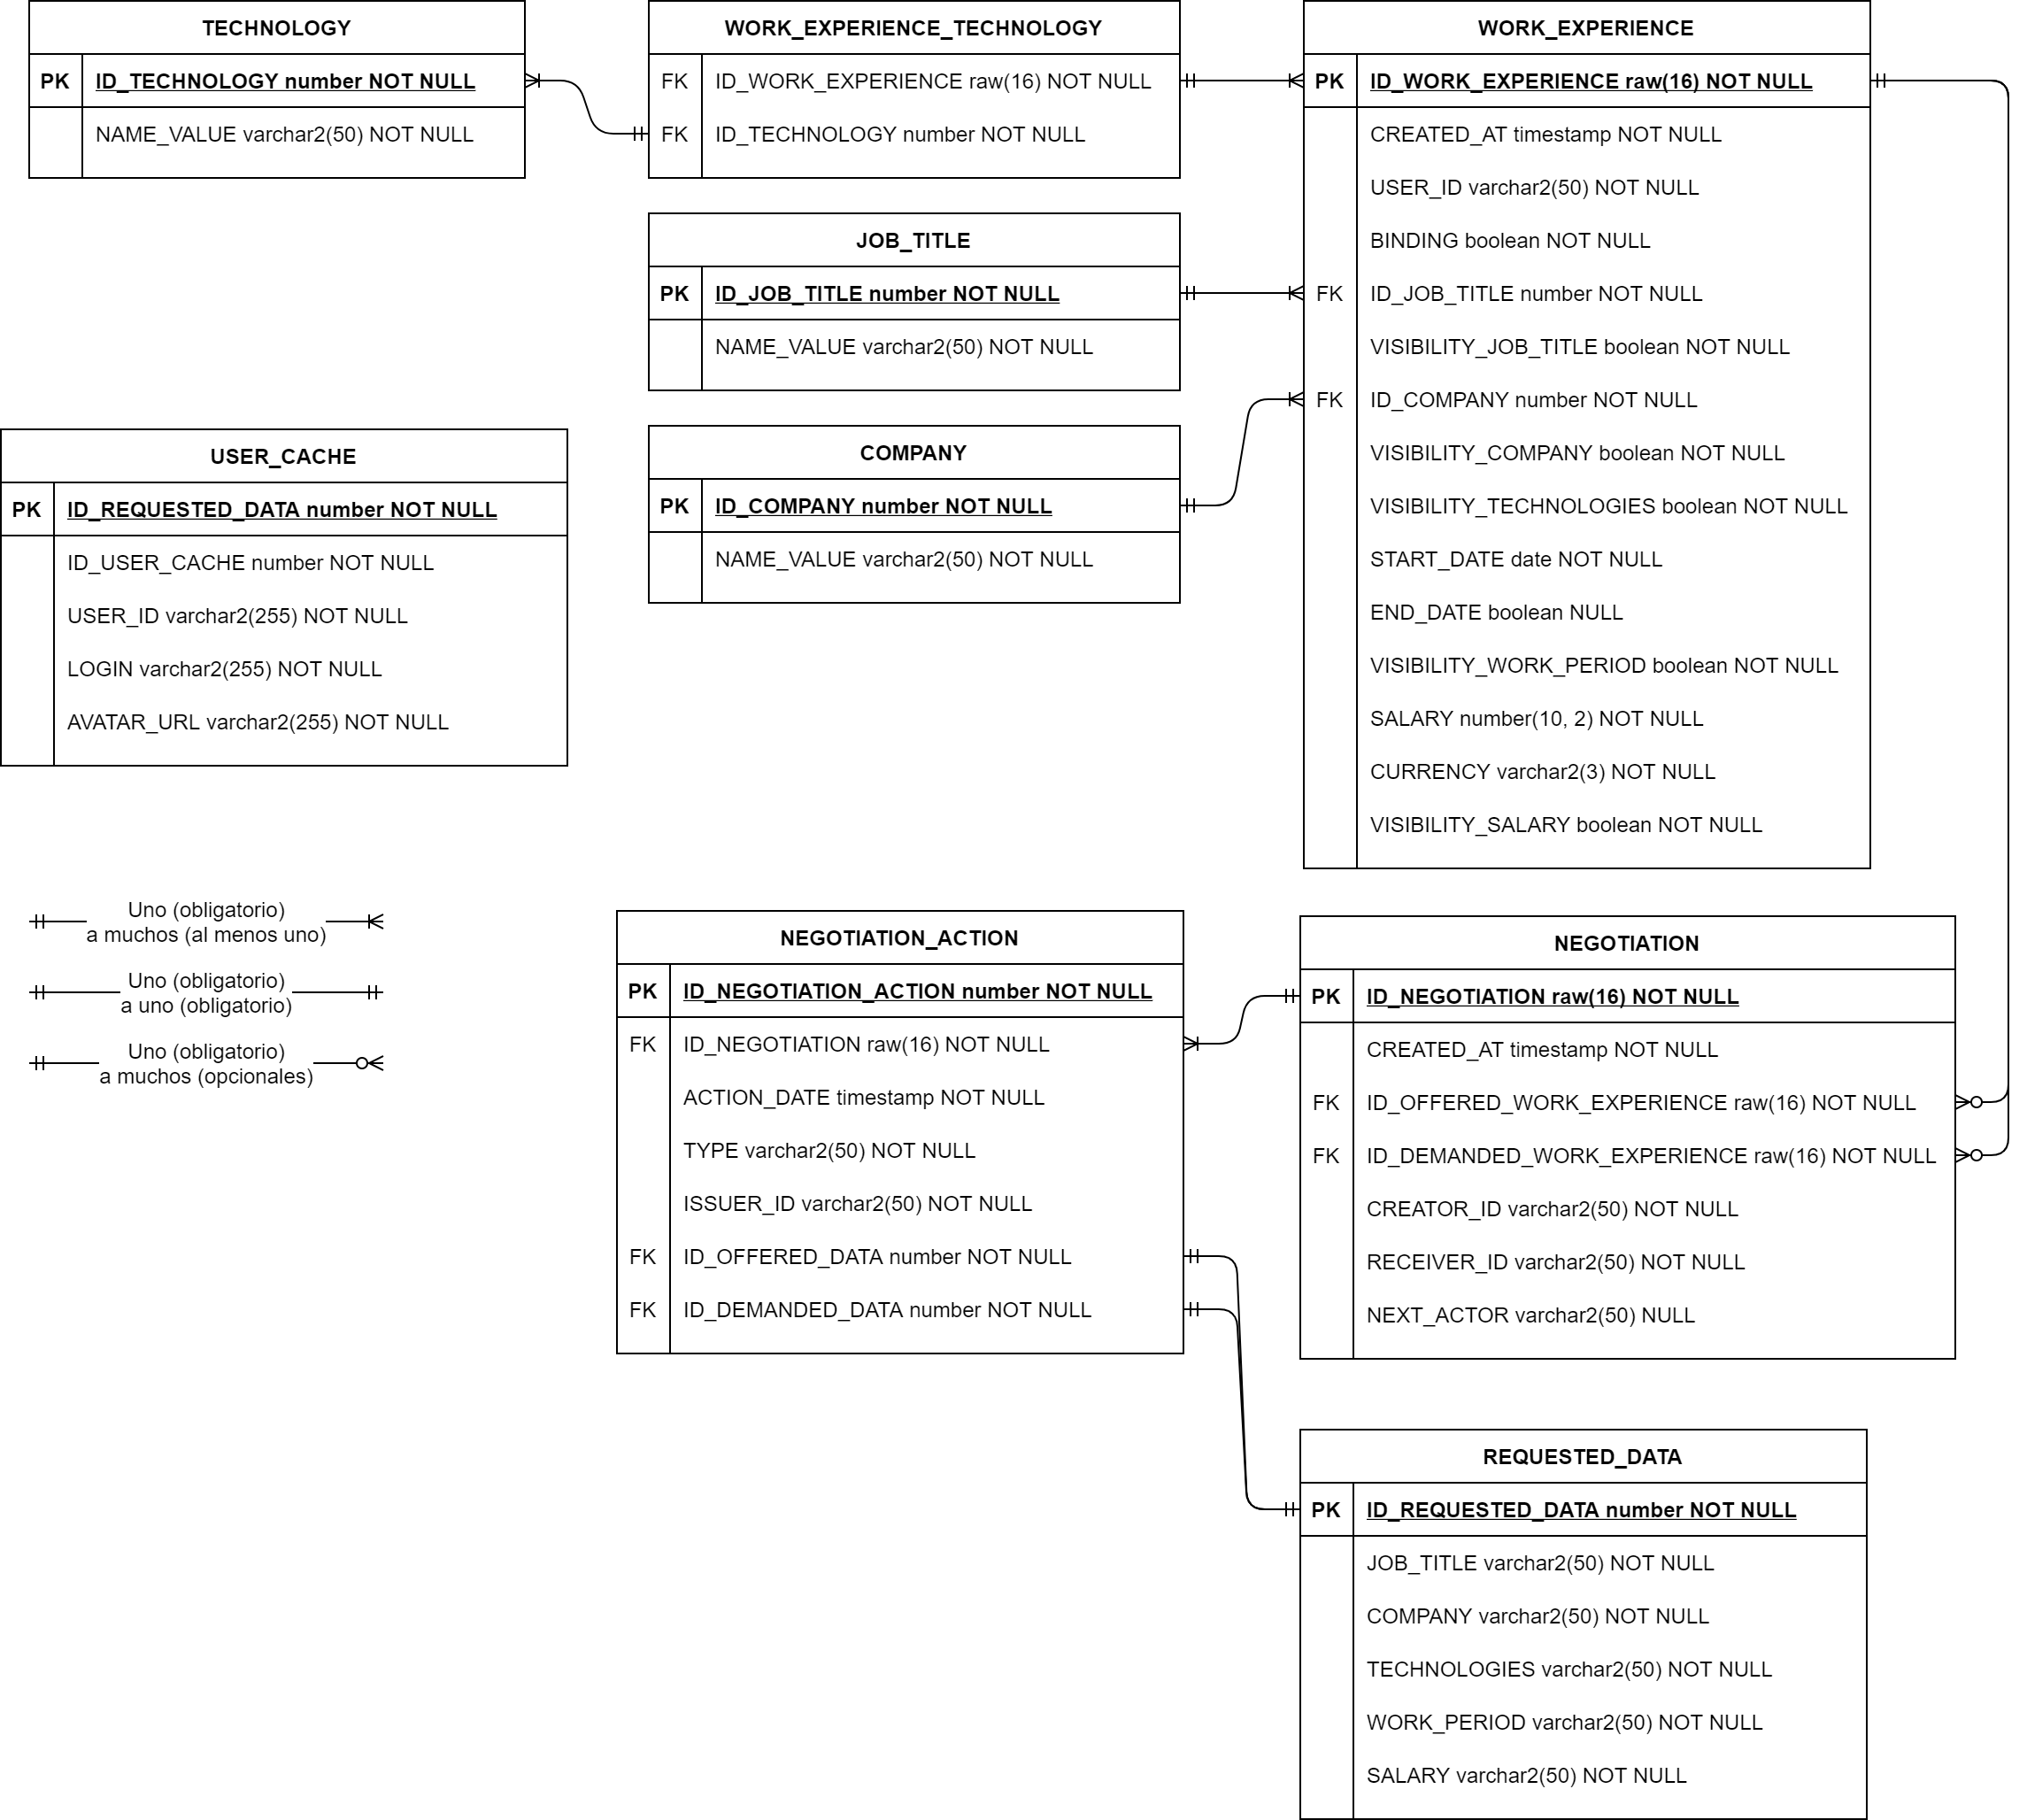 TECHNOLOGY
PK ID_TECHNOLOGY number NOT NULL
NAME_VALUE varchar2(50) NOT NULL
WORK_EXPERIENCE_TECHNOLOGY
FK ID_WORK_EXPERIENCE raw(16) NOT NULL
FK ID_TECHNOLOGY number NOT NULL
WORK_EXPERIENCE
PK ID_WORK_EXPERIENCE raw(16) NOT NULL
CREATED_AT timestamp NOT NULL
USER_ID varchar2(50) NOT NULL
BINDING boolean NOT NULL
FK ID_JOB_TITLE number NOT NULL
VISIBILITY_JOB_TITLE boolean NOT NULL
FK ID_COMPANY number NOT NULL
VISIBILITY_COMPANY boolean NOT NULL
VISIBILITY_TECHNOLOGIES boolean NOT NULL
START_DATE date NOT NULL
END_DATE boolean NULL
VISIBILITY_WORK_PERIOD boolean NOT NULL
SALARY number(10, 2) NOT NULL
CURRENCY varchar2(3) NOT NULL
VISIBILITY_SALARY boolean NOT NULL
JOB_TITLE
PK ID_JOB_TITLE number NOT NULL
NAME_VALUE varchar2(50) NOT NULL
COMPANY
PK ID_COMPANY number NOT NULL
NAME_VALUE varchar2(50) NOT NULL
USER_CACHE
PK ID_REQUESTED_DATA number NOT NULL
ID_USER_CACHE number NOT NULL
USER_ID varchar2(255) NOT NULL
LOGIN varchar2(255) NOT NULL
AVATAR_URL varchar2(255) NOT NULL
Uno (obligatorio)
a muchos (al menos uno)
Uno (obligatorio)
a uno (obligatorio)
Uno (obligatorio)
a muchos (opcionales)
NEGOTIATION_ACTION
PK ID_NEGOTIATION_ACTION number NOT NULL
FK ID_NEGOTIATION raw(16) NOT NULL
ACTION_DATE timestamp NOT NULL
TYPE varchar2(50) NOT NULL
ISSUER_ID varchar2(50) NOT NULL
FK ID_OFFERED_DATA number NOT NULL
FK ID_DEMANDED_DATA number NOT NULL
NEGOTIATION
PK ID_NEGOTIATION raw(16) NOT NULL
CREATED_AT timestamp NOT NULL
FK ID_OFFERED_WORK_EXPERIENCE raw(16) NOT NULL
FK ID_DEMANDED_WORK_EXPERIENCE raw(16) NOT NULL
CREATOR_ID varchar2(50) NOT NULL
RECEIVER_ID varchar2(50) NOT NULL
NEXT_ACTOR varchar2(50) NULL
REQUESTED_DATA
PK ID_REQUESTED_DATA number NOT NULL
JOB_TITLE varchar2(50) NOT NULL
COMPANY varchar2(50) NOT NULL
TECHNOLOGIES varchar2(50) NOT NULL
WORK_PERIOD varchar2(50) NOT NULL
SALARY varchar2(50) NOT NULL